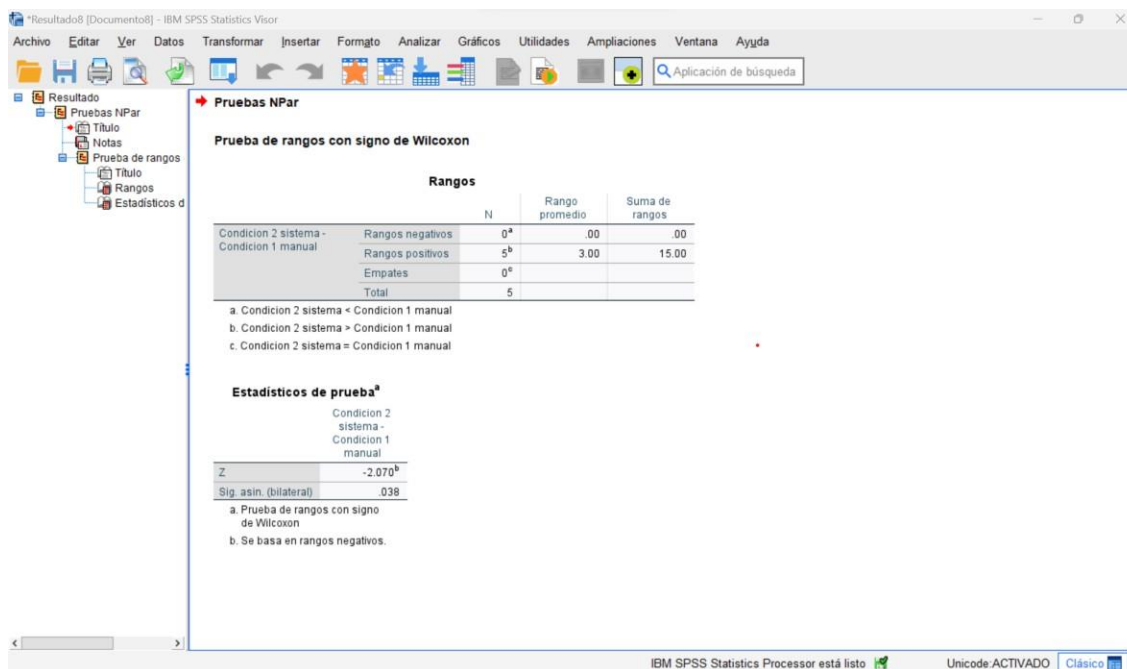 *Resultado8 [Documento8] - IBM SPSS Statistics Visor
Archivo Editar Ver Datos Transformar Insertar Formato Analizar Gráficos Utilidades Ampliaciones Ventana Ayuda
Aplicación de búsqueda
Resultado
Pruebas NPar
Título
Notas
Prueba de rangos
Título
Rangos
Estadísticos d
Pruebas NPar
Prueba de rangos con signo de Wilcoxon
Rangos
N Rango promedio Suma de rangos
Condicion 2 sistema - Condicion 1 manual Rangos negativos 0a .00 .00
Rangos positivos 5b 3.00 15.00
Empates 0c
Total 5
a. Condicion 2 sistema < Condicion 1 manual
b. Condicion 2 sistema > Condicion 1 manual
c. Condicion 2 sistema = Condicion 1 manual
Estadísticos de pruebaa
Condicion 2
sistema -
Condicion 1
manual
Z -2.070b
Sig. asin. (bilateral) .038
a. Prueba de rangos con signo
de Wilcoxon
b. Se basa en rangos negativos.
IBM SPSS Statistics Processor está listo Unicode:ACTIVADO Clásico